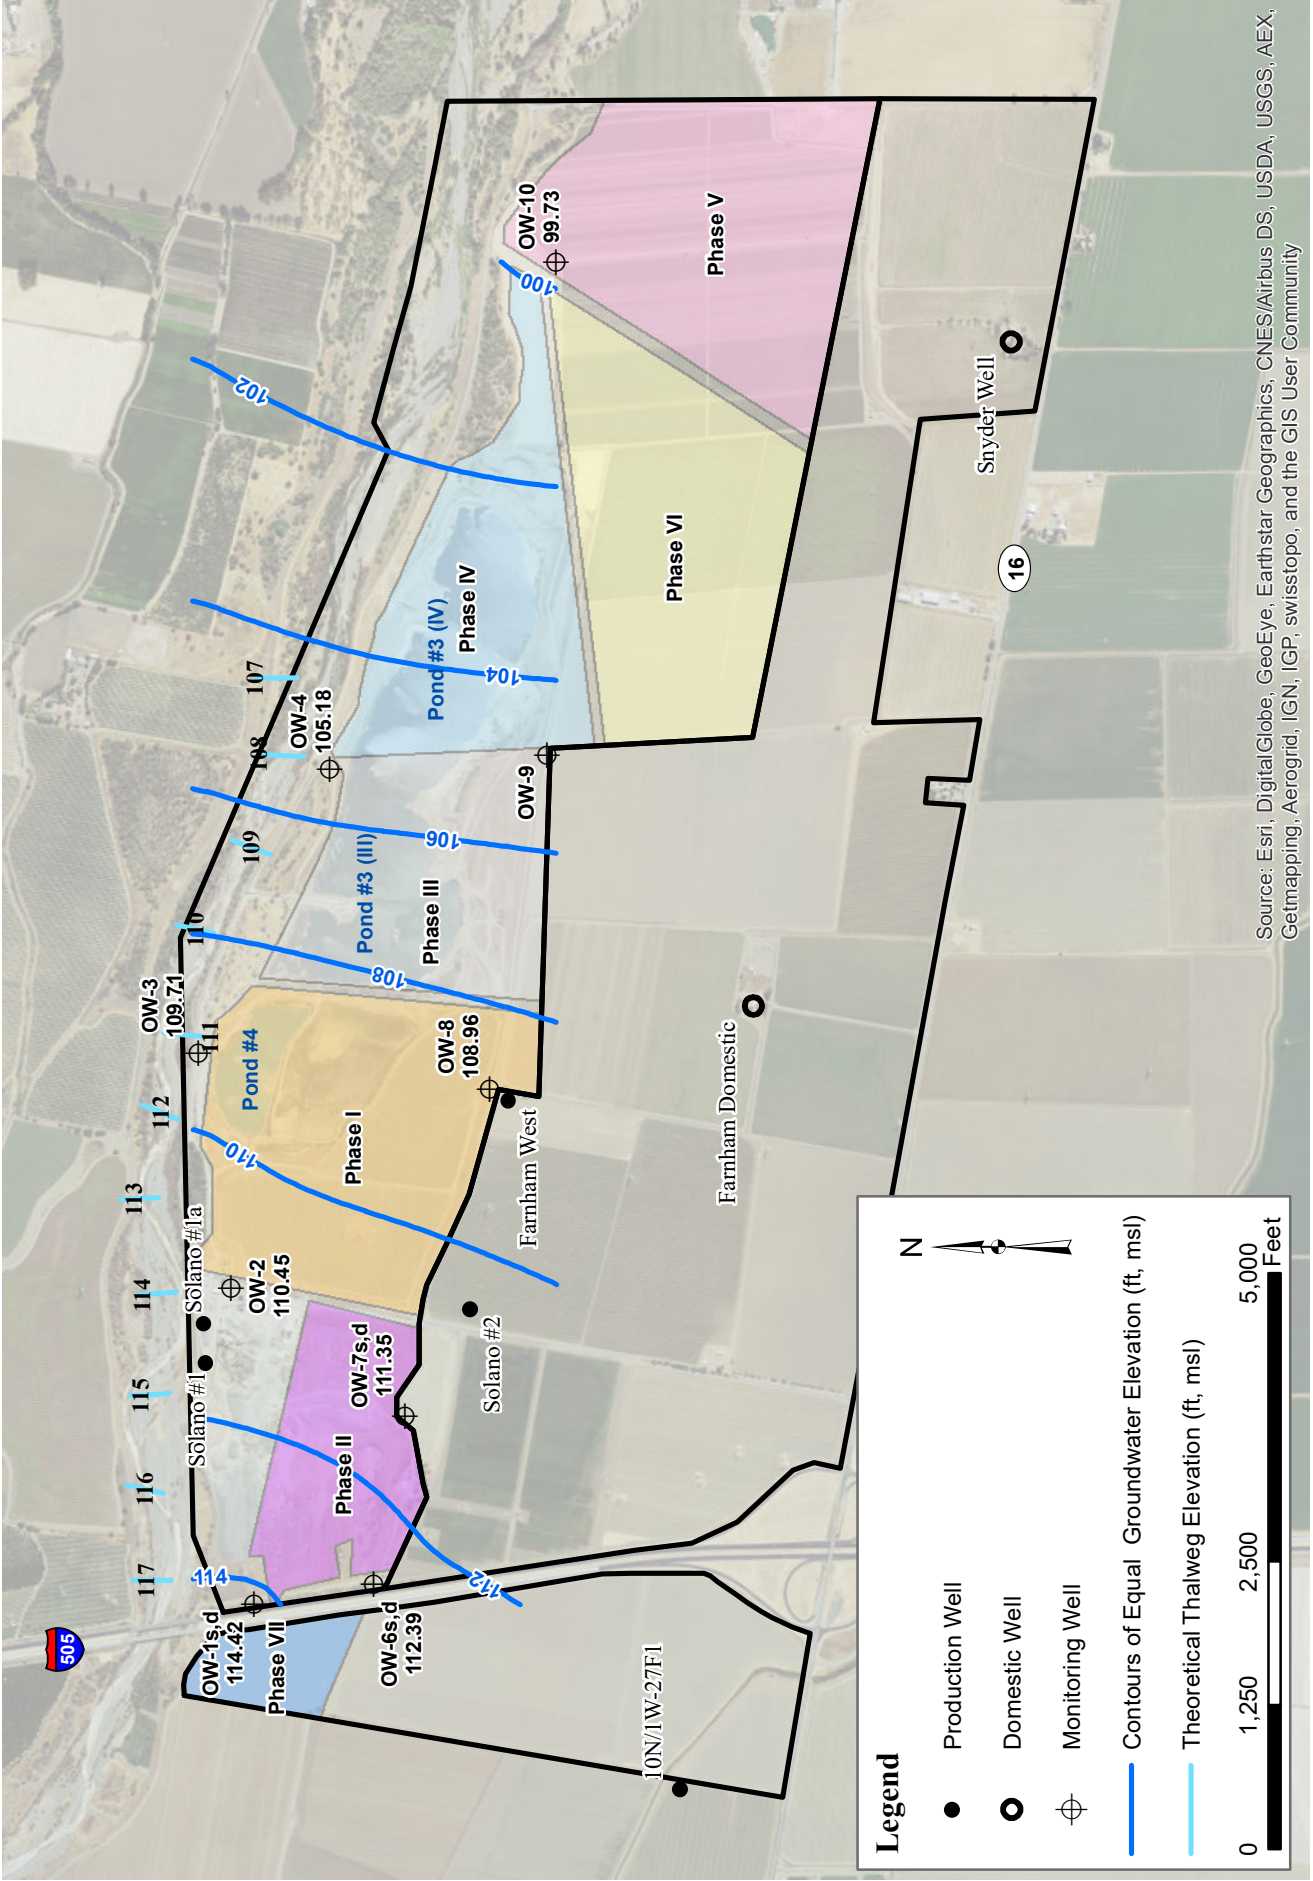 505
117
116
115
114
113
112
111
110
109
108
107
OW-1s,d
114.42
Phase VII
OW-6s,d
112.39
114
112
Phase II
OW-7s,d
111.35
Solano #1
Solano #1a
Solano #2
OW-2
110.45
110
Phase I
Pond #4
OW-3
109.71
OW-8
108.96
Farnham West
Farnham Domestic
108
Pond #3 (III)
Phase III
106
OW-4
105.18
OW-9
104
Pond #3 (IV)
Phase IV
102
Phase VI
100
OW-10
99.73
Phase V
Snyder Well
16
10N/1W-27F1
Legend
Production Well
Domestic Well
Monitoring Well
Contours of Equal Groundwater Elevation (ft, msl)
Theoretical Thalweg Elevation (ft, msl)
N
0 1,250 2,500 5,000
Feet
Source: Esri, DigitalGlobe, GeoEye, Earthstar Geographics, CNES/Airbus DS, USDA, USGS, AEX,
Getmapping, Aerogrid, IGN, IGP, swisstopo, and the GIS User Community